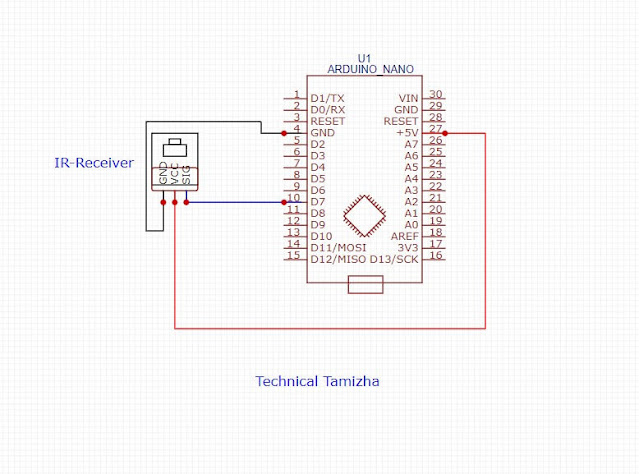 U1
ARDUINO_NANO
1 D1/TX VIN 30
2 D0/RX GND 29
3 RESET RESET 28
4 GND +5V 27
5 D2 A7 26
6 D3 A6 25
7 D4 A5 24
8 D5 A4 23
9 D6 A3 22
10 D7 A2 21
11 D8 A1 20
12 D9 A0 19
13 D10 AREF 18
14 D11/MOSI 3V3 17
15 D12/MISO D13/SCK 16
IR-Receiver
GND
VCC
SIG
Technical Tamizha